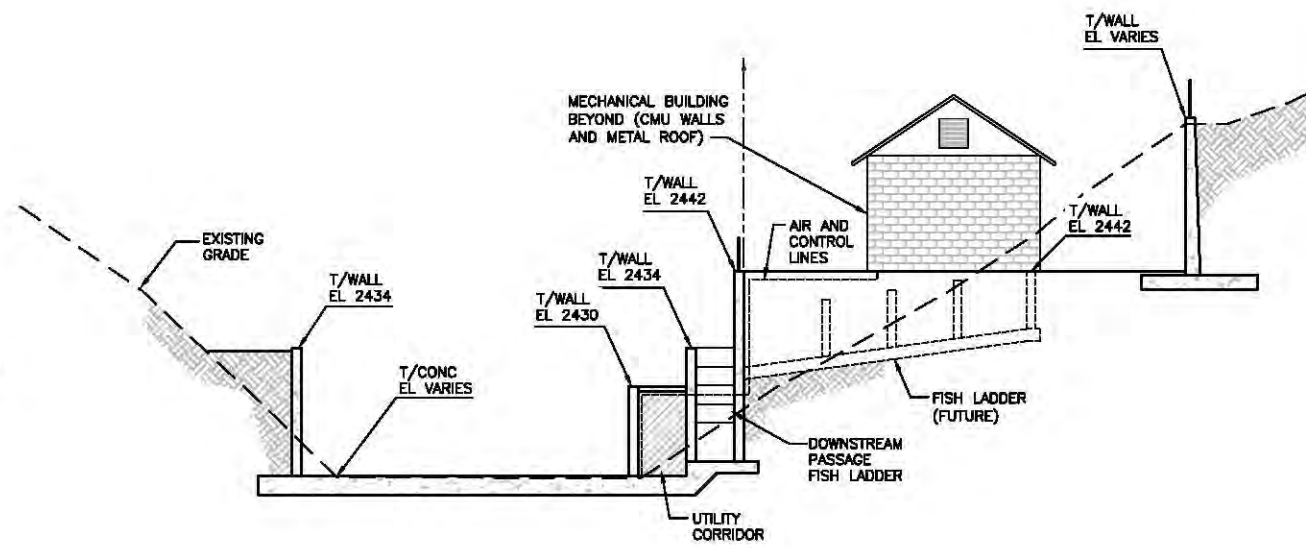 T/WALL
EL VARIES
MECHANICAL BUILDING
BEYOND (CMU WALLS
AND METAL ROOF)
T/WALL
EL 2442
AIR AND
CONTROL
LINES
T/WALL
EL 2442
EXISTING
GRADE
T/WALL
EL 2434
T/WALL
EL 2434
T/WALL
EL 2430
T/CONC
EL VARIES
FISH LADDER
(FUTURE)
DOWNSTREAM
PASSAGE
FISH LADDER
UTILITY
CORRIDOR